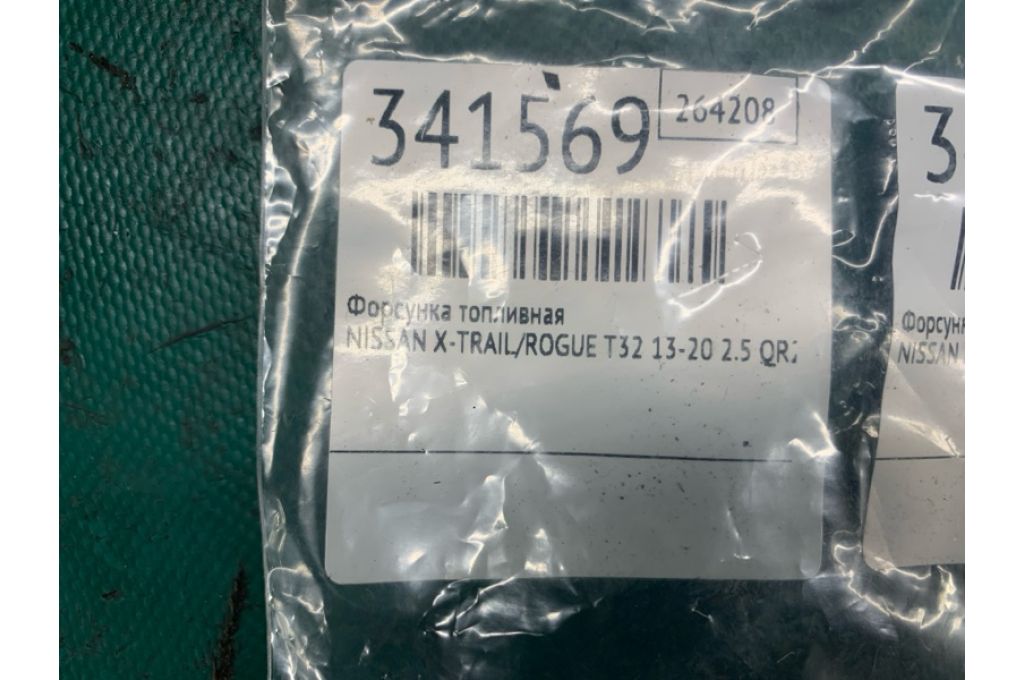 341569
264208
Форсунка топливная
NISSAN X-TRAIL/ROGUE T32 13-20 2.5 QR2
3
Форсунк
NISSAN